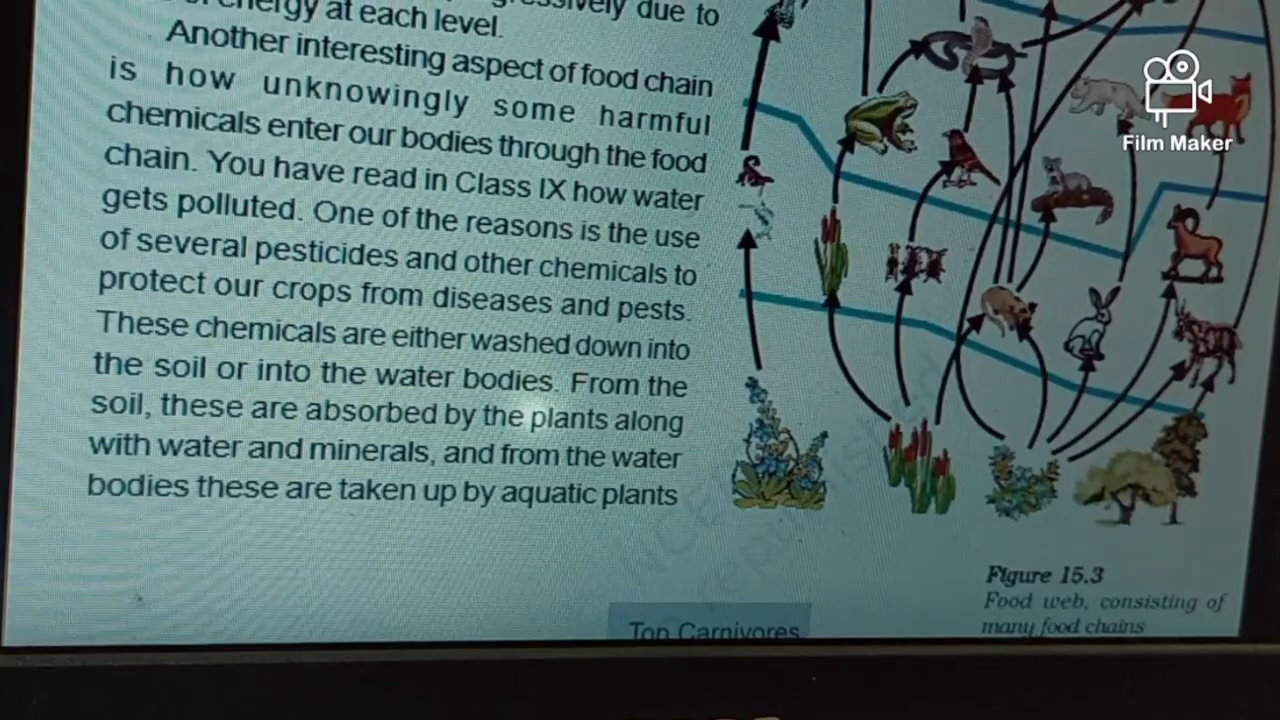 energy at each level.
due to
Another interesting aspect of food chain
is how unknowingly some harmful
chemicals enter our bodies through the food
chain. You have read in Class IX how water
gets polluted. One of the reasons is the use
of several pesticides and other chemicals to
protect our crops from diseases and pests.
These chemicals are either washed down into
the soil or into the water bodies. From the
soil, these are absorbed by the plants along
with water and minerals, and from the water
bodies these are taken up by aquatic plants
Film Maker
Figure 15.3
Food web, consisting of
many food chains
Top Carnivores